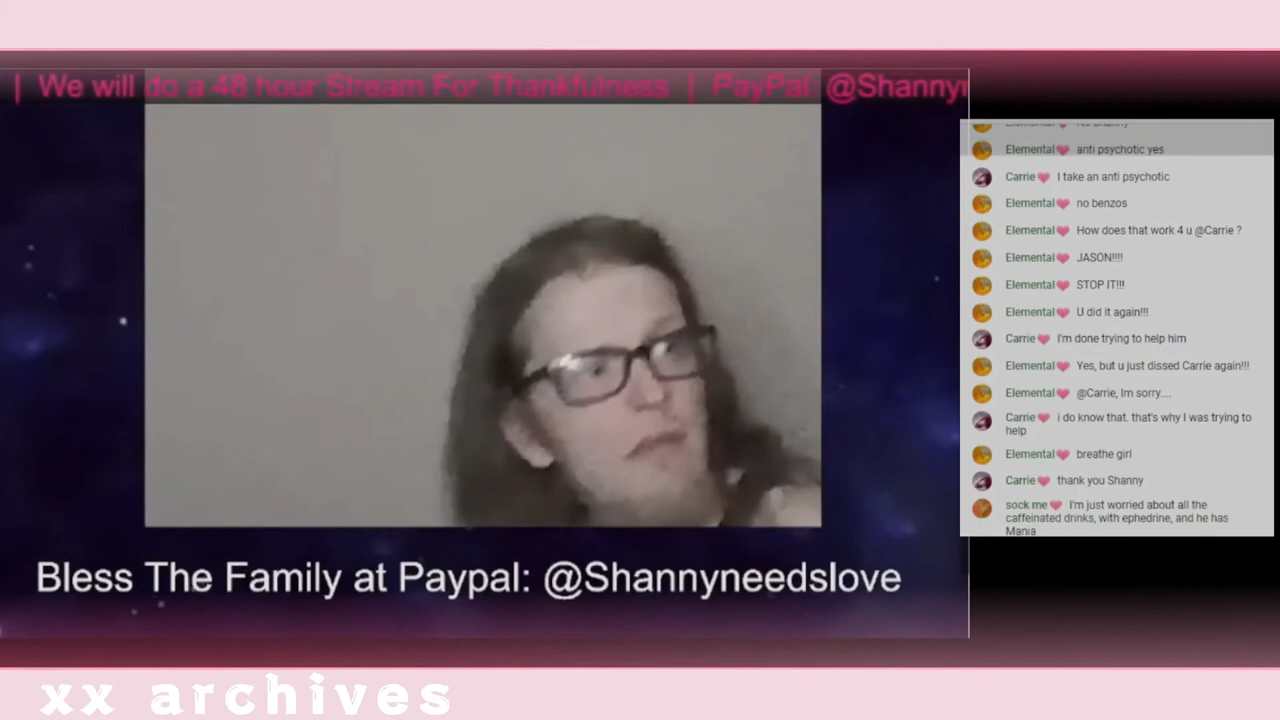 | We will do a 48 hour Stream For Thankfulness | PayPal: @Shannyn
Elemental anti psychotic yes
Carrie I take an anti psychotic
Elemental no benzos
Elemental How does that work 4 u @Carrie ?
Elemental JASON!!!!
Elemental STOP IT!!!
Elemental U did it again!!!
Carrie I'm done trying to help him
Elemental Yes, but u just dissed Carrie again!!!
Elemental @Carrie, Im sorry....
Carrie i do know that. that's why I was trying to
help
Elemental breathe girl
Carrie thank you Shanny
sock me I'm just worried about all the
caffeinated drinks, with ephedrine, and he has
Mania
Bless The Family at Paypal: @Shannyneedslove
xx archives